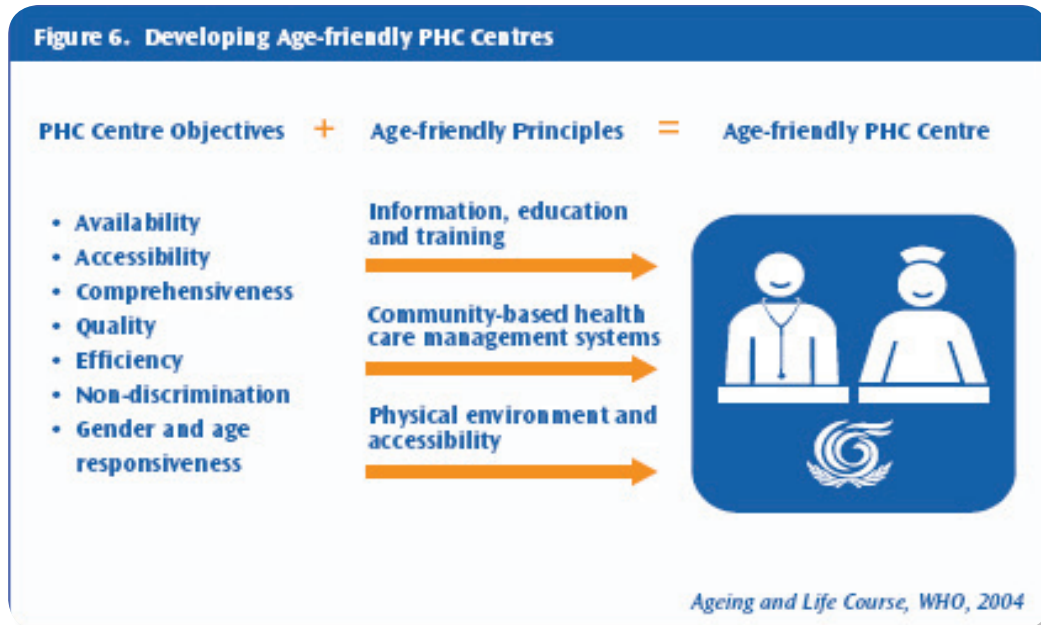 Figure 6. Developing Age-friendly PHC Centres
PHC Centre Objectives + Age-friendly Principles = Age-friendly PHC Centre
• Availability
• Accessibility
• Comprehensiveness
• Quality
• Efficiency
• Non-discrimination
• Gender and age
responsiveness
Information, education
and training
Community-based health
care management systems
Physical environment and
accessibility
Ageing and Life Course, WHO, 2004